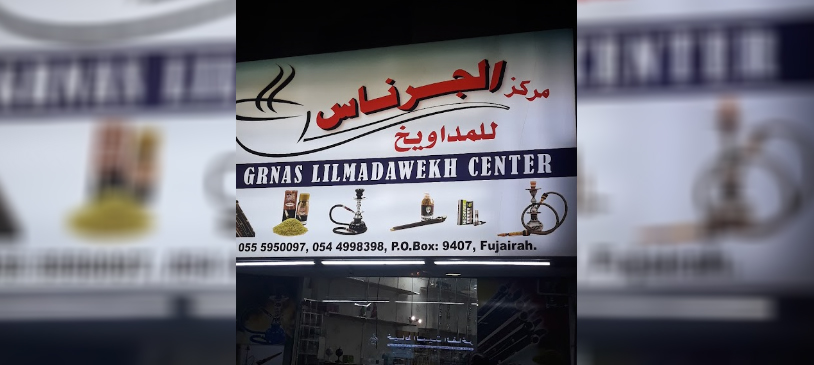 مركز الجرناس
للمداويخ
GRNAS LILMADAWEKH CENTER
055 5950097, 054 4998398, P.O.Box: 9407, Fujairah.